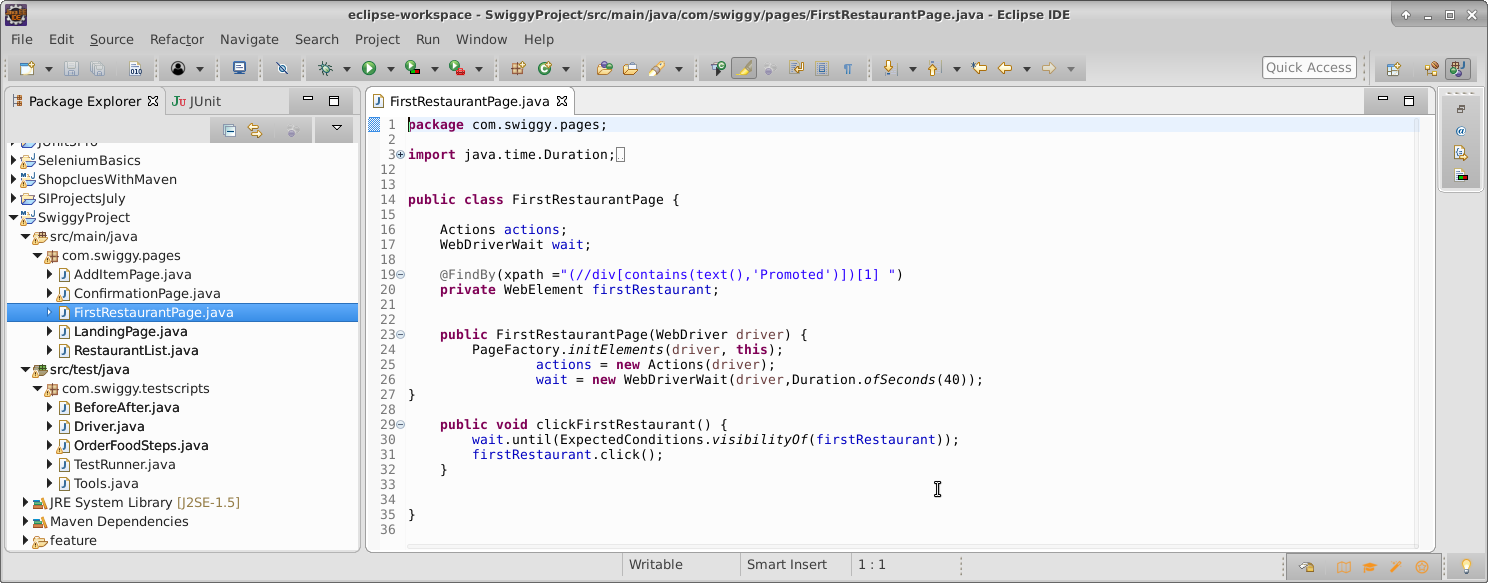 eclipse-workspace - SwiggyProject/src/main/java/com/swiggy/pages/FirstRestaurantPage.java - Eclipse IDE
File Edit Source Refactor Navigate Search Project Run Window Help
Quick Access
Package Explorer
JUnit
SeleniumBasics
ShopcluesWithMaven
SIProjectsJuly
SwiggyProject
src/main/java
com.swiggy.pages
AddItemPage.java
ConfirmationPage.java
FirstRestaurantPage.java
LandingPage.java
RestaurantList.java
src/test/java
com.swiggy.testscripts
BeforeAfter.java
Driver.java
OrderFoodSteps.java
TestRunner.java
Tools.java
JRE System Library [J2SE-1.5]
Maven Dependencies
feature
FirstRestaurantPage.java
1 package com.swiggy.pages;
2
3 import java.time.Duration;
12
13
14 public class FirstRestaurantPage {
15
16 Actions actions;
17 WebDriverWait wait;
18
19 @FindBy(xpath ="(//div[contains(text(),'Promoted')])[1] ")
20 private WebElement firstRestaurant;
21
22
23 public FirstRestaurantPage(WebDriver driver) {
24 PageFactory.initElements(driver, this);
25 actions = new Actions(driver);
26 wait = new WebDriverWait(driver,Duration.ofSeconds(40));
27 }
28
29 public void clickFirstRestaurant() {
30 wait.until(ExpectedConditions.visibilityOf(firstRestaurant));
31 firstRestaurant.click();
32 }
33
34
35 }
36
Writable Smart Insert 1 : 1